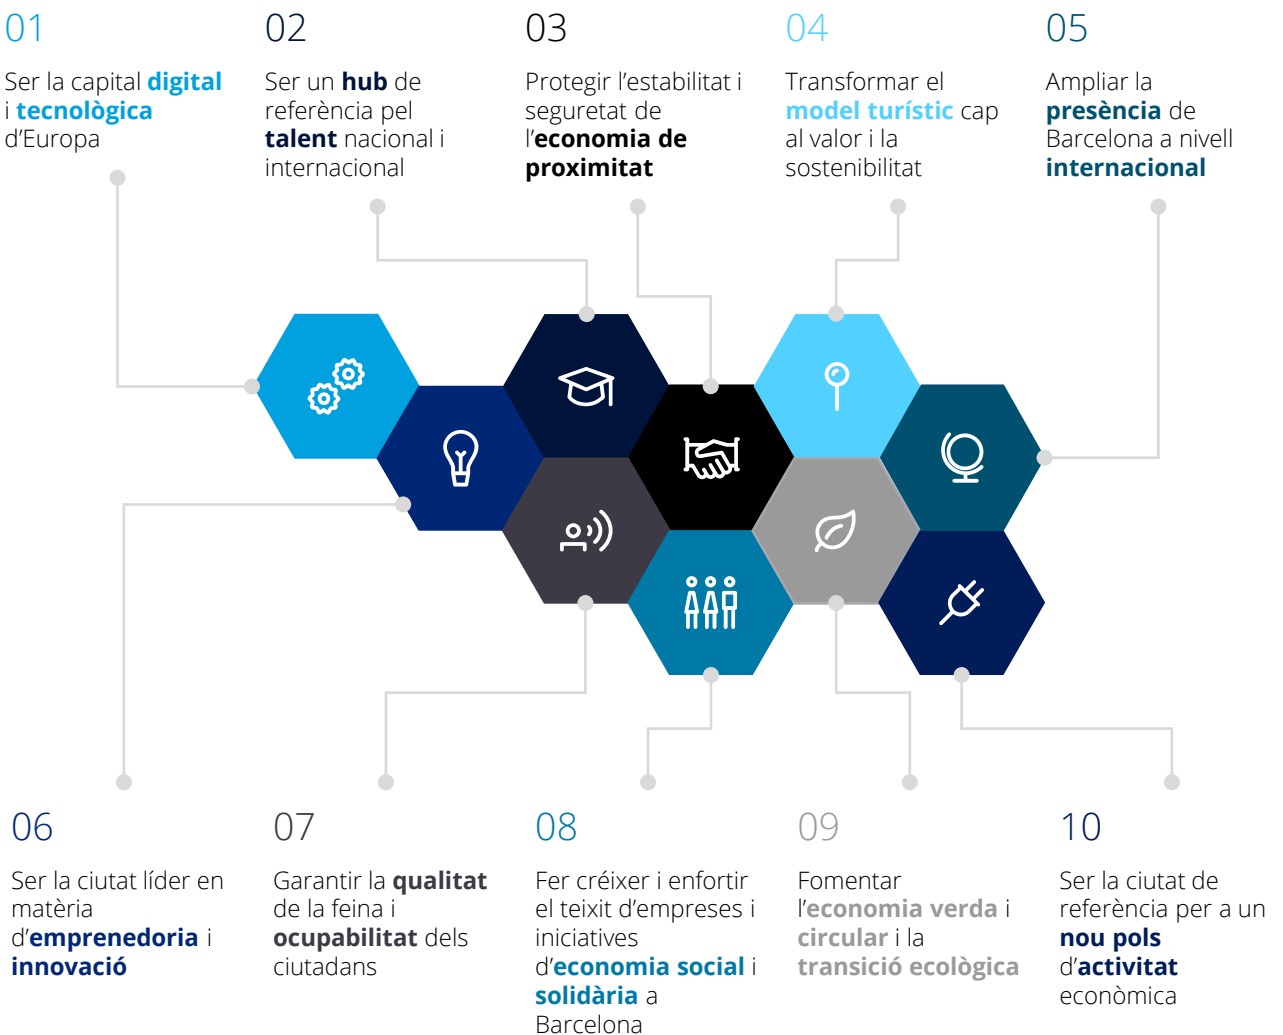 01
Ser la capital digital
i tecnològica
d’Europa
02
Ser un hub de
referència pel
talent nacional i
internacional
03
Protegir l’estabilitat i
seguretat de
l’economia de
proximitat
04
Transformar el
model turístic cap
al valor i la
sostenibilitat
05
Ampliar la
presència de
Barcelona a nivell
internacional
06
Ser la ciutat líder en
matèria
d’emprenedoria i
innovació
07
Garantir la qualitat
de la feina i
ocupabilitat dels
ciutadans
08
Fer créixer i enfortir
el teixit d’empreses i
iniciatives
d’economia social i
solidària a
Barcelona
09
Fomentar
l’economia verda i
circular i la
transició ecològica
10
Ser la ciutat de
referència per a un
nou pols
d’activitat
econòmica